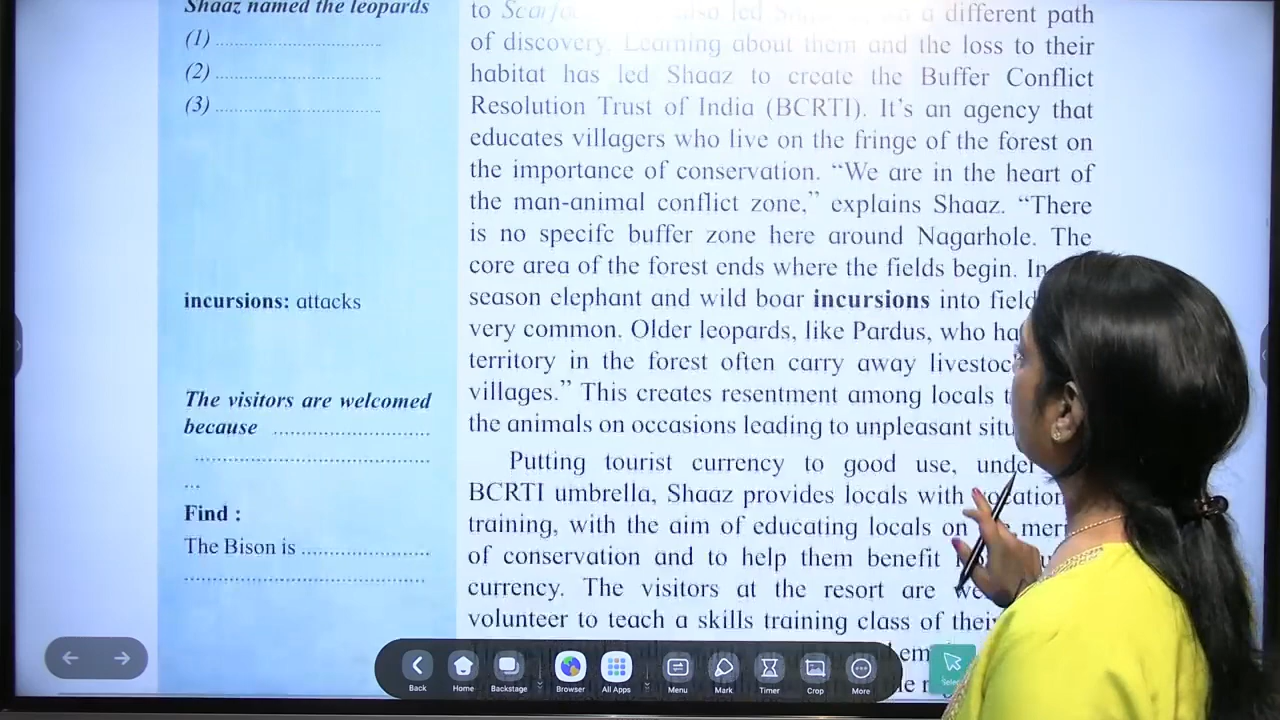 Shaaz named the leopards
(1) ..............................
(2) ..............................
(3) ..............................
incursions: attacks
The visitors are welcomed
because ............................
..........................................
...
Find :
The Bison is .......................
...........................................
to also led a different path
of discovery. Learning about them and the loss to their
habitat has led Shaaz to create the Buffer Conflict
Resolution Trust of India (BCRTI). It's an agency that
educates villagers who live on the fringe of the forest on
the importance of conservation. “We are in the heart of
the man-animal conflict zone,” explains Shaaz. “There
is no specifc buffer zone here around Nagarhole. The
core area of the forest ends where the fields begin. In
season elephant and wild boar incursions into
very common. Older leopards, like Pardus, who
territory in the forest often carry away
villages.” This creates resentment among locals
the animals on occasions leading to unpleasant
Putting tourist currency to good use, under
BCRTI umbrella, Shaaz provides locals with
training, with the aim of educating locals on
of conservation and to help them benefit
currency. The visitors at the resort are
volunteer to teach a skills training class of
Back
Home
Backstage
Browser
All Apps
Menu
Mark
Timer
Crop
More
Select